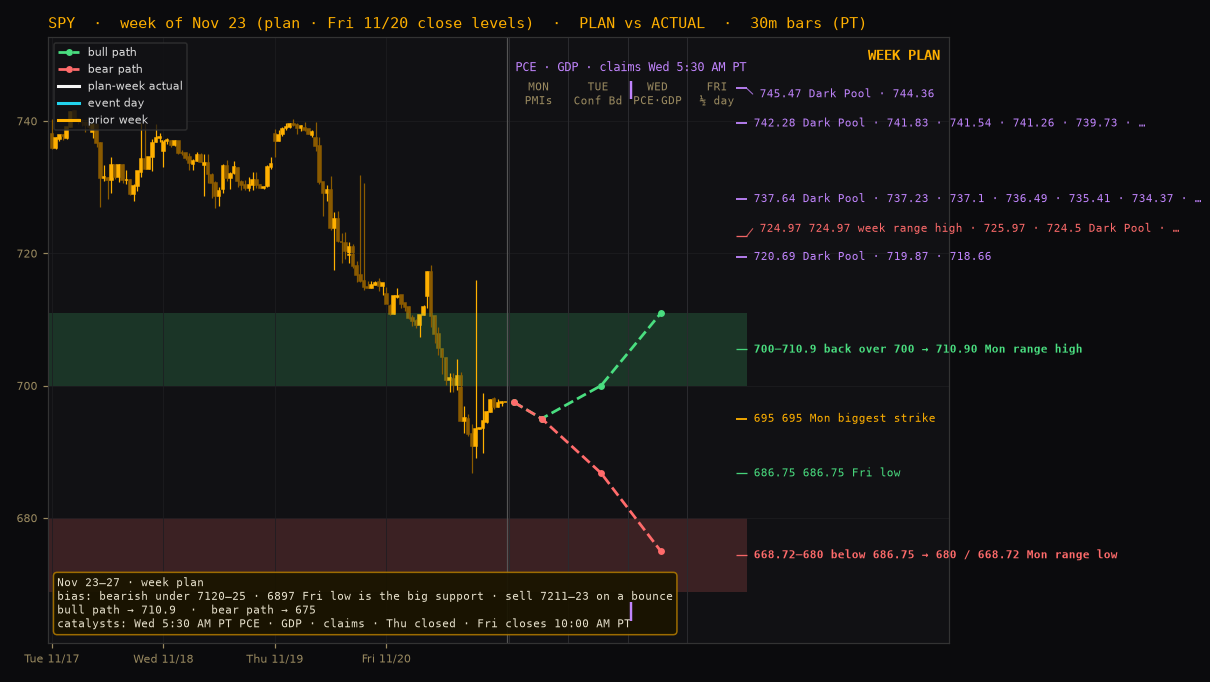 SPY · week of Nov 23 (plan · Fri 11/20 close levels) · PLAN vs ACTUAL · 30m bars (PT)
bull path
bear path
plan-week actual
event day
prior week
WEEK PLAN
PCE · GDP · claims Wed 5:30 AM PT
MON
PMIs
TUE
Conf Bd
WED
PCE·GDP
FRI
½ day
745.47 Dark Pool · 744.36
742.28 Dark Pool · 741.83 · 741.54 · 741.26 · 739.73 · …
737.64 Dark Pool · 737.23 · 737.1 · 736.49 · 735.41 · 734.37 · …
724.97 724.97 week range high · 725.97 · 724.5 Dark Pool · …
720.69 Dark Pool · 719.87 · 718.66
700–710.9 back over 700 → 710.90 Mon range high
695 695 Mon biggest strike
686.75 686.75 Fri low
668.72–680 below 686.75 → 680 / 668.72 Mon range low
740
720
700
680
Nov 23–27 · week plan
bias: bearish under 7120–25 · 6897 Fri low is the big support · sell 7211–23 on a bounce
bull path → 710.9 · bear path → 675
catalysts: Wed 5:30 AM PT PCE · GDP · claims · Thu closed · Fri closes 10:00 AM PT
Tue 11/17
Wed 11/18
Thu 11/19
Fri 11/20